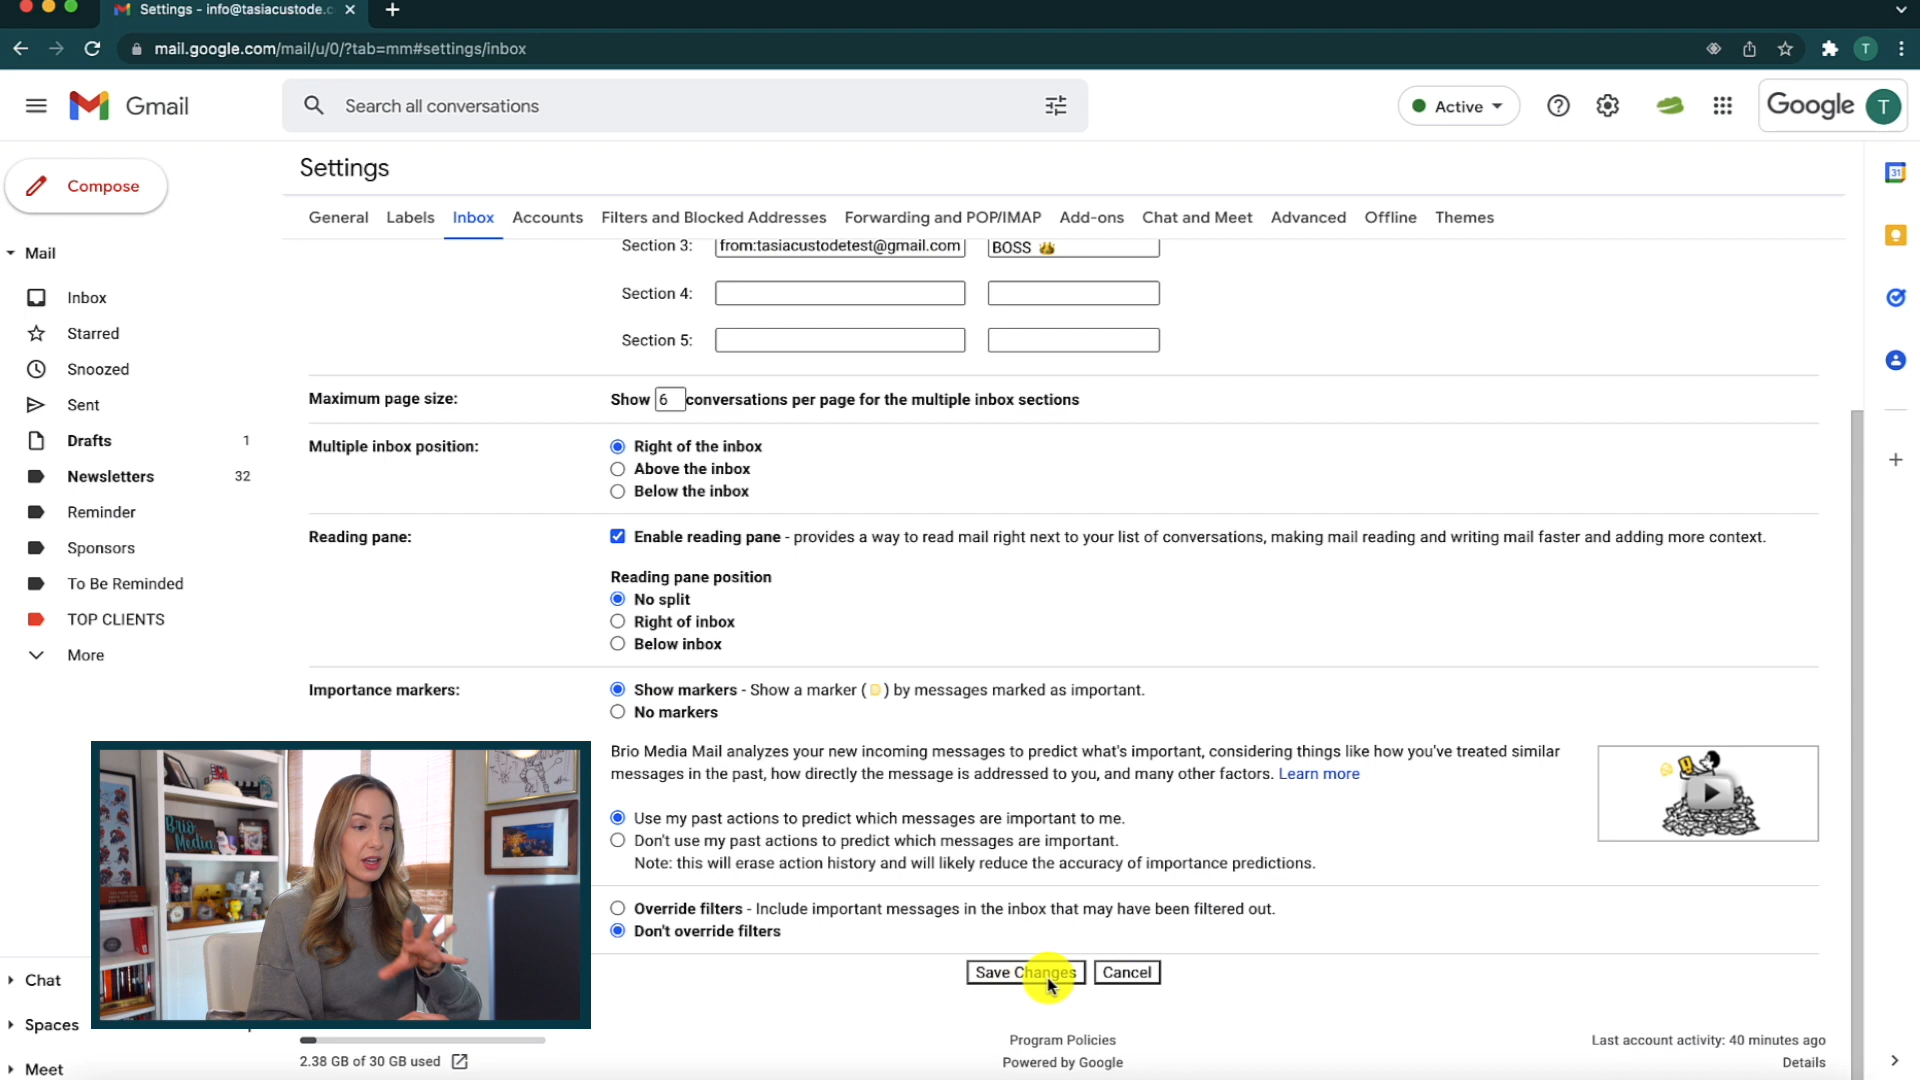 Settings - info@tasiacustode.c
mail.google.com/mail/u/0/?tab=mm#settings/inbox
T
Gmail
Search all conversations
Active
Google
T
Compose
Settings
General Labels Inbox Accounts Filters and Blocked Addresses Forwarding and POP/IMAP Add-ons Chat and Meet Advanced Offline Themes
31
Mail
Inbox
Starred
Snoozed
Sent
Drafts 1
Newsletters 32
Reminder
Sponsors
To Be Reminded
TOP CLIENTS
More
Chat
Spaces
Meet
Section 3: from:tasiacustodetest@gmail.com BOSS 👑
Section 4:
Section 5:
Maximum page size: Show 6 conversations per page for the multiple inbox sections
Multiple inbox position: Right of the inbox
Above the inbox
Below the inbox
Reading pane: Enable reading pane - provides a way to read mail right next to your list of conversations, making mail reading and writing mail faster and adding more context.
Reading pane position
No split
Right of inbox
Below inbox
Importance markers: Show markers - Show a marker ( ) by messages marked as important.
No markers
Brio Media Mail analyzes your new incoming messages to predict what's important, considering things like how you've treated similar
messages in the past, how directly the message is addressed to you, and many other factors. Learn more
Use my past actions to predict which messages are important to me.
Don't use my past actions to predict which messages are important.
Note: this will erase action history and will likely reduce the accuracy of importance predictions.
Override filters - Include important messages in the inbox that may have been filtered out.
Don't override filters
Save Changes Cancel
Brio
Media
2.38 GB of 30 GB used
Program Policies
Powered by Google
Last account activity: 40 minutes ago
Details